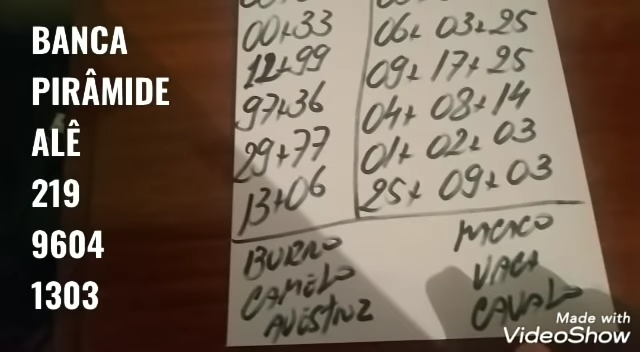 BANCA
PIRÂMIDE
ALÊ
219
9604
1303
00+33
12+99
97+36
29+77
13+06
06+ 03+25
09+ 17+25
04+ 08+14
01+ 02+ 03
25+ 09+03
BURRO
CAMELO
AVESTRUZ
VACA
CAVALO
Made with
VideoShow